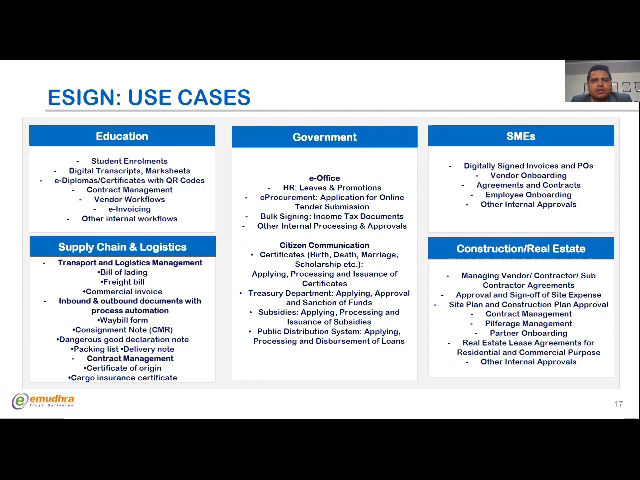 ESIGN: USE CASES
Education
- Student Enrolments
- Digital Transcripts, Marksheets
- e-Diplomas/Certificates with QR Codes
- Contract Management
- Vendor Workflows
- e-Invoicing
- Other internal workflows
Supply Chain & Logistics
- Transport and Logistics Management
•Bill of lading
•Freight bill
•Commercial invoice
- Inbound & outbound documents with
process automation
•Waybill form
•Consignment Note (CMR)
•Dangerous good declaration note
•Packing list •Delivery note
- Contract Management
•Certificate of origin
•Cargo insurance certificate
Government
e-Office
- HR: Leaves & Promotions
- eProcurement: Application for Online
Tender Submission
- Bulk Signing: Income Tax Documents
- Other Internal Processing & Approvals
Citizen Communication
• Certificates (Birth, Death, Marriage,
Scholarship etc.):
Applying, Processing and Issuance of
Certificates
• Treasury Department: Applying, Approval
and Sanction of Funds
• Subsidies: Applying, Processing and
Issuance of Subsidies
• Public Distribution System: Applying,
Processing and Disbursement of Loans
SMEs
- Digitally Signed Invoices and POs
- Vendor Onboarding
- Agreements and Contracts
- Employee Onboarding
- Other Internal Approvals
Construction/Real Estate
- Managing Vendor/ Contractor/ Sub
Contractor Agreements
- Approval and Sign-off of Site Expense
- Site Plan and Construction Plan Approval
- Contract Management
- Pilferage Management
- Partner Onboarding
- Real Estate Lease Agreements for
Residential and Commercial Purpose
- Other Internal Approvals
emudhra
Trust Delivered
17